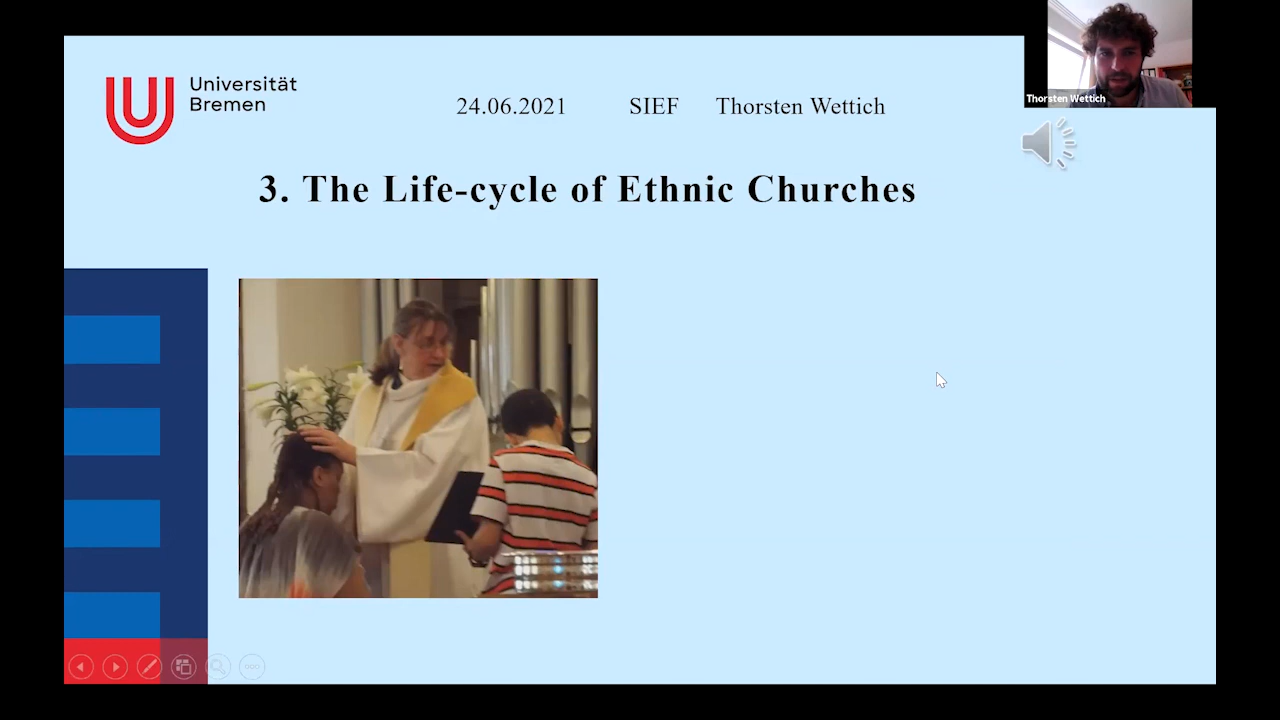 Universität
Bremen
24.06.2021 SIEF Thorsten Wettich
Thorsten Wettich
3. The Life-cycle of Ethnic Churches